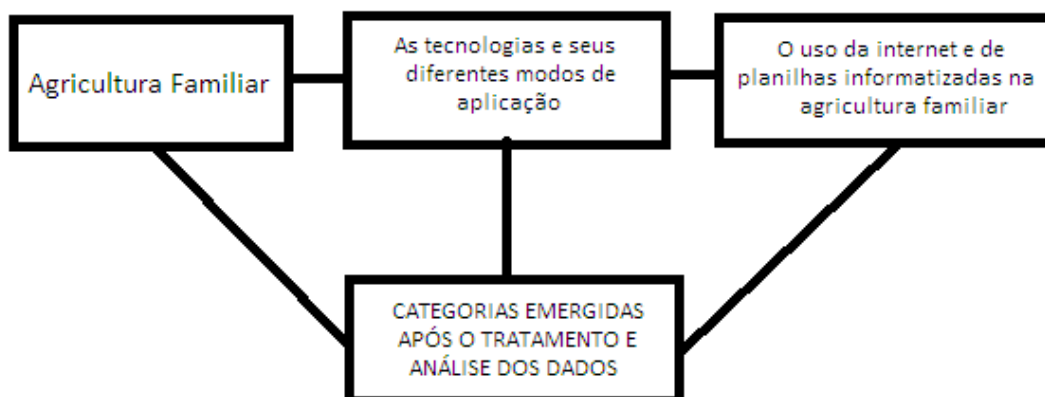 Agricultura Familiar
As tecnologias e seus
diferentes modos de
aplicação
O uso da internet e de
planilhas informatizadas na
agricultura familiar
CATEGORIAS EMERGIDAS
APÓS O TRATAMENTO E
ANÁLISE DOS DADOS